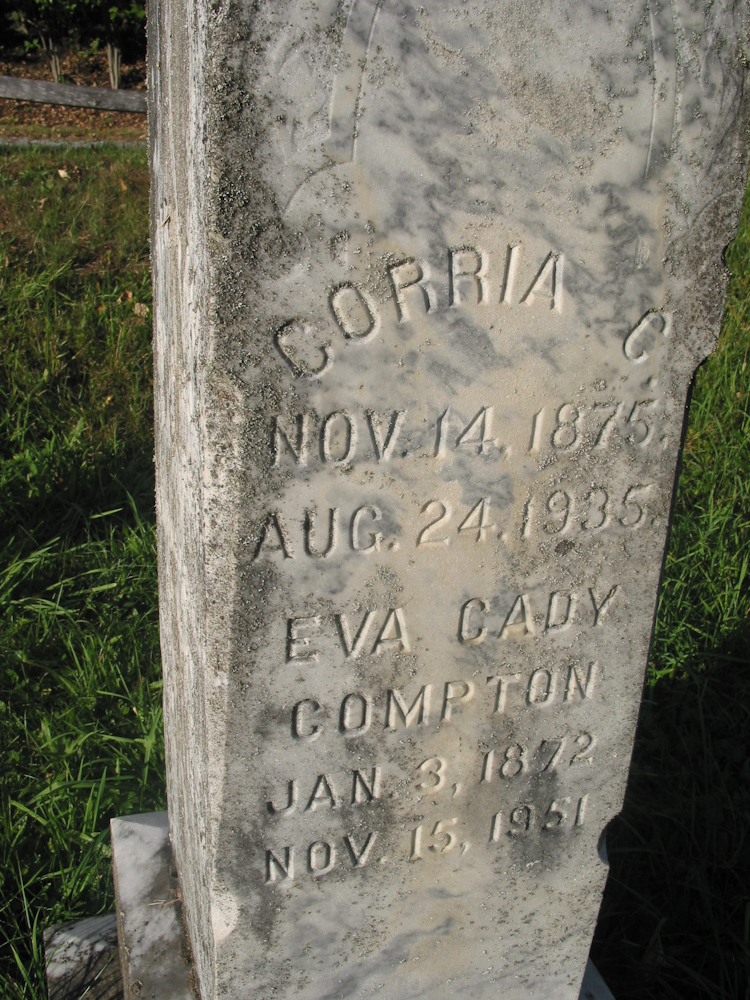 CORRIA C.
NOV. 14, 1875.
AUG. 24, 1935.
EVA CADY
COMPTON
JAN. 3, 1872
NOV. 15, 1951